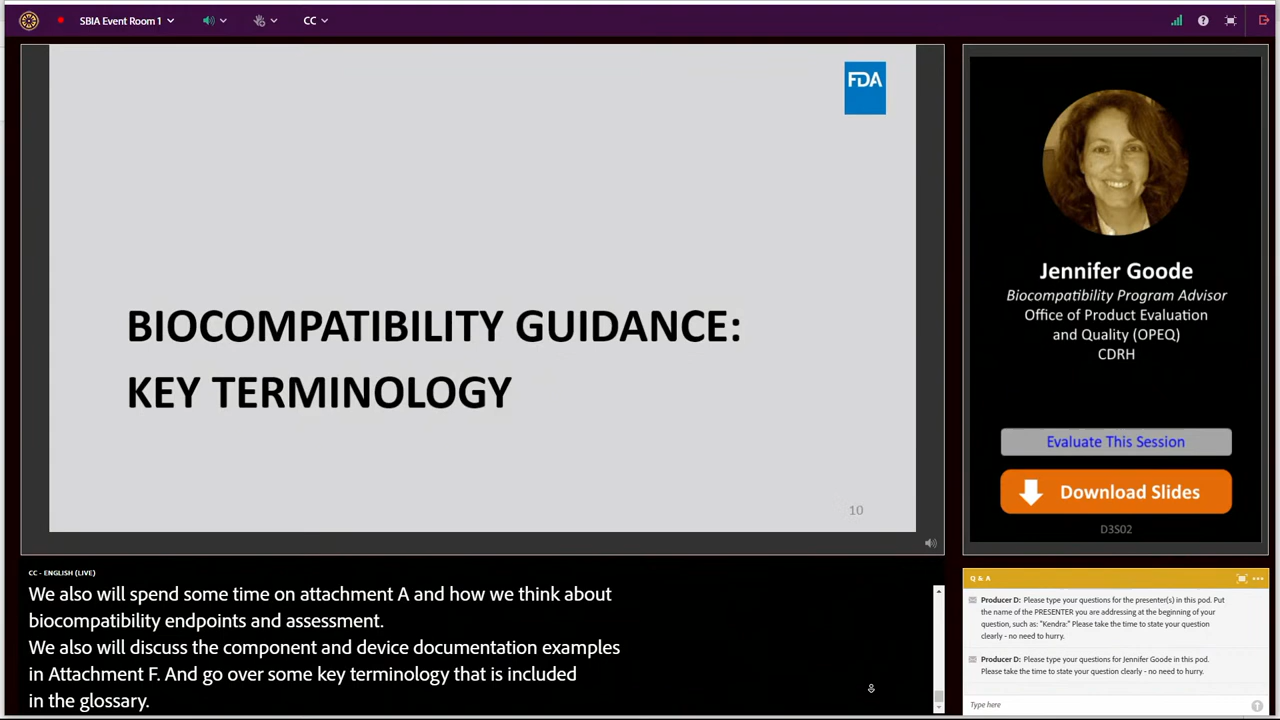 SBIA Event Room 1
CC
FDA
BIOCOMPATIBILITY GUIDANCE:
KEY TERMINOLOGY
10
Jennifer Goode
Biocompatibility Program Advisor
Office of Product Evaluation
and Quality (OPEQ)
CDRH
Evaluate This Session
Download Slides
D3S02
CC - ENGLISH (LIVE)
We also will spend some time on attachment A and how we think about
biocompatibility endpoints and assessment.
We also will discuss the component and device documentation examples
in Attachment F. And go over some key terminology that is included
in the glossary.
Q & A
Producer D: Please type your questions for the presenter(s) in this pod. Put
the name of the PRESENTER you are addressing at the beginning of your
question, such as: "Kendra:" Please take the time to state your question
clearly - no need to hurry.
Producer D: Please type your questions for Jennifer Goode in this pod.
Please take the time to state your question clearly - no need to hurry.
Type here